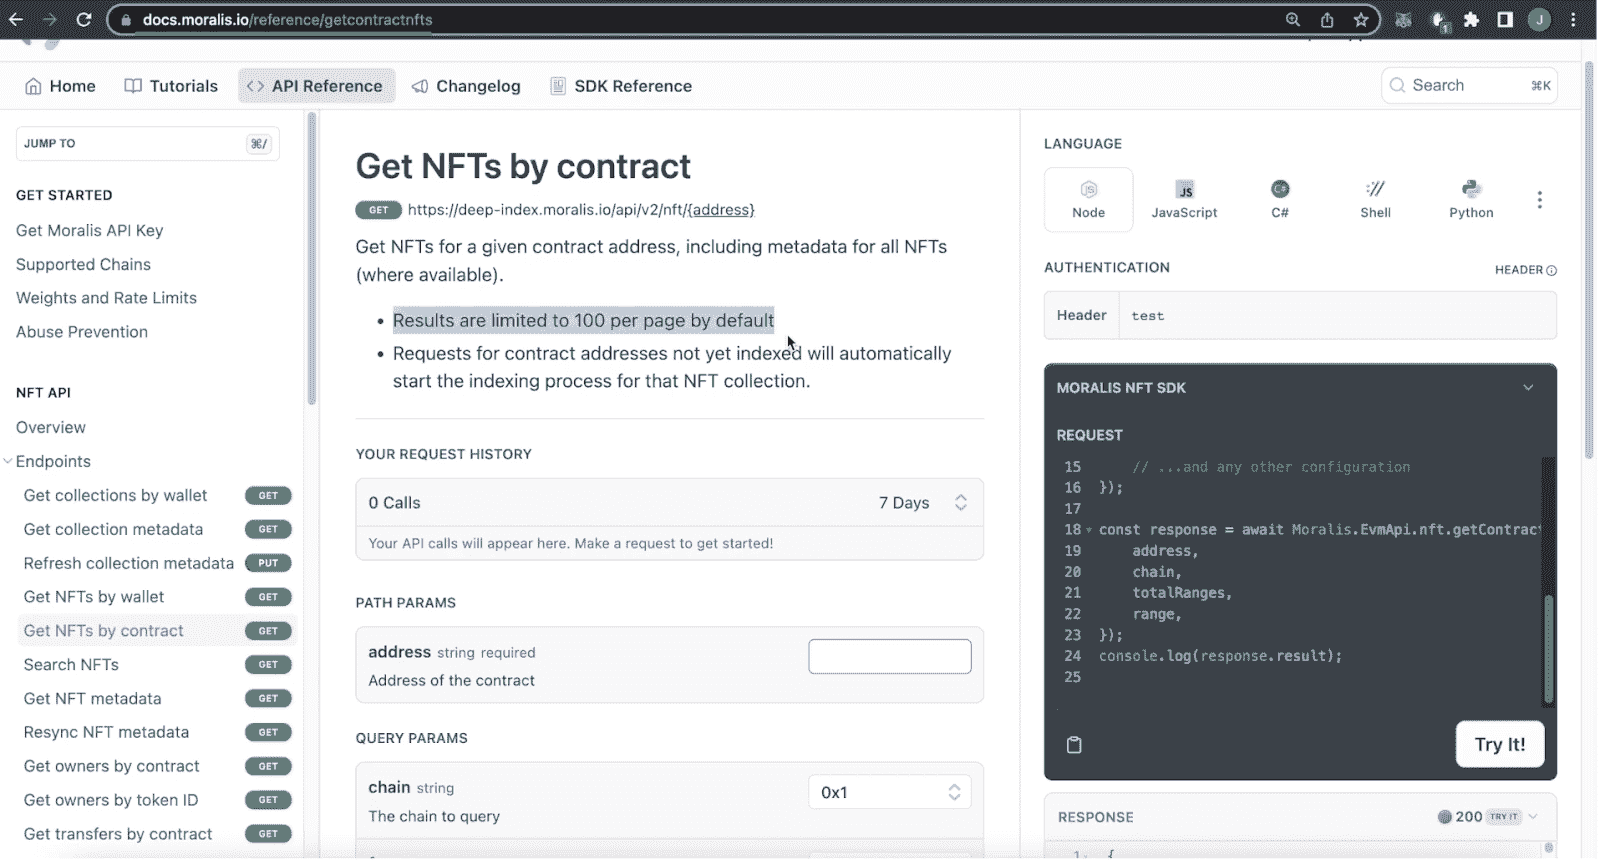 docs.moralis.io/reference/getcontractnfts
1
J
Home
Tutorials
<> API Reference
Changelog
SDK Reference
Search
⌘K
JUMP TO
⌘/
GET STARTED
Get Moralis API Key
Supported Chains
Weights and Rate Limits
Abuse Prevention
NFT API
Overview
Endpoints
Get collections by wallet GET
Get collection metadata GET
Refresh collection metadata PUT
Get NFTs by wallet GET
Get NFTs by contract GET
Search NFTs GET
Get NFT metadata GET
Resync NFT metadata GET
Get owners by contract GET
Get owners by token ID GET
Get transfers by contract GET
Get NFTs by contract
GET https://deep-index.moralis.io/api/v2/nft/{address}
Get NFTs for a given contract address, including metadata for all NFTs
(where available).
• Results are limited to 100 per page by default
• Requests for contract addresses not yet indexed will automatically
start the indexing process for that NFT collection.
YOUR REQUEST HISTORY
0 Calls
7 Days
Your API calls will appear here. Make a request to get started!
PATH PARAMS
address string required
Address of the contract
QUERY PARAMS
chain string
0x1
The chain to query
LANGUAGE
JS
Node
JS
JavaScript
C#
C#
://
Shell
Python
AUTHENTICATION
HEADER
Header
test
MORALIS NFT SDK
REQUEST
15 // ...and any other configuration
16 });
17
18 const response = await Moralis.EvmApi.nft.getContract
19 address,
20 chain,
21 totalRanges,
22 range,
23 });
24 console.log(response.result);
25
Try It!
RESPONSE
200 TRY IT
1 {